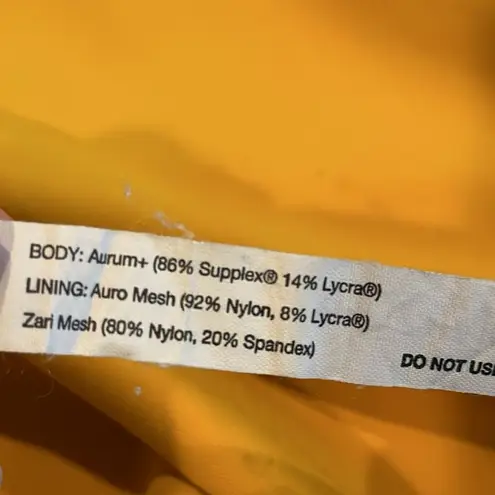 BODY: Aurum+ (86% Supplex® 14% Lycra®)
LINING: Auro Mesh (92% Nylon, 8% Lycra®)
Zari Mesh (80% Nylon, 20% Spandex)
DO NOT